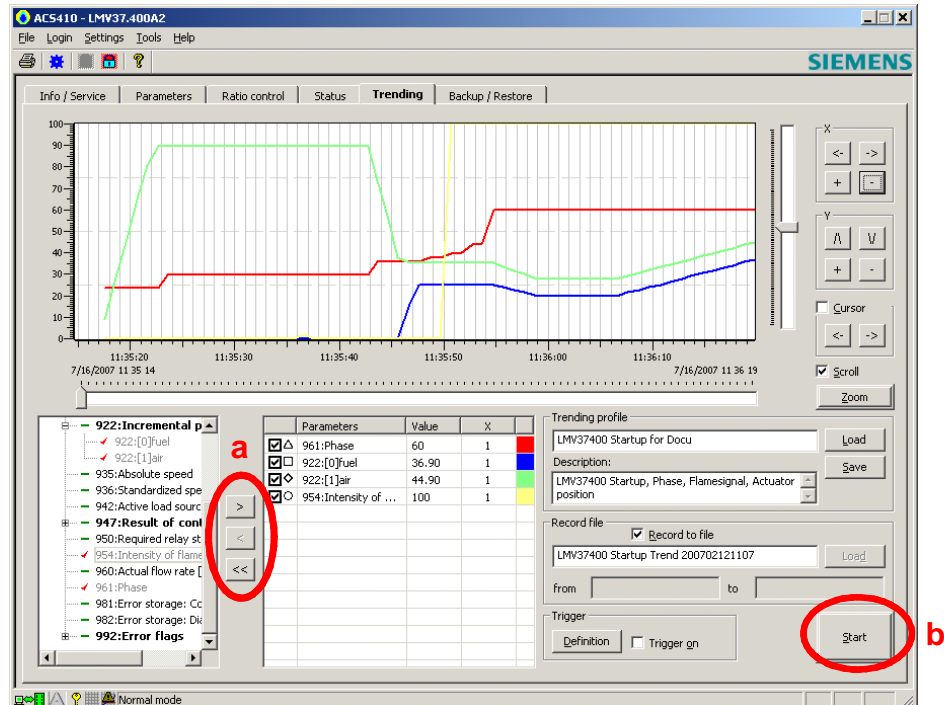 ACS410 - LMV37.400A2
File Login Settings Tools Help
SIEMENS
Info / Service Parameters Ratio control Status Trending Backup / Restore
100
90
80
70
60
50
40
30
20
10
0
11:35:20 11:35:30 11:35:40 11:35:50 11:36:00 11:36:10
7/16/2007 11 35 14 7/16/2007 11 36 19
X
<- ->
+ -
Y
/\ \/
+ -
Cursor
<- ->
Scroll
Zoom
922:Incremental p
922:[0]fuel
922:[1]air
935:Absolute speed
936:Standardized spe
942:Active load sourc
947:Result of cont
950:Required relay st
954:Intensity of flame
960:Actual flow rate [
961:Phase
981:Error storage: Cc
982:Error storage: Dia
992:Error flags
a
>
<
<<
Parameters Value X
961:Phase 60 1
922:[0]fuel 36.90 1
922:[1]air 44.90 1
954:Intensity of ... 100 1
Trending profile
LMV37400 Startup for Docu Load
Description: Save
LMV37400 Startup, Phase, Flamesignal, Actuator
position
Record file
Record to file
LMV37400 Startup Trend 200702121107 Load
from to
Trigger
Definition Trigger on
Start
b
Normal mode